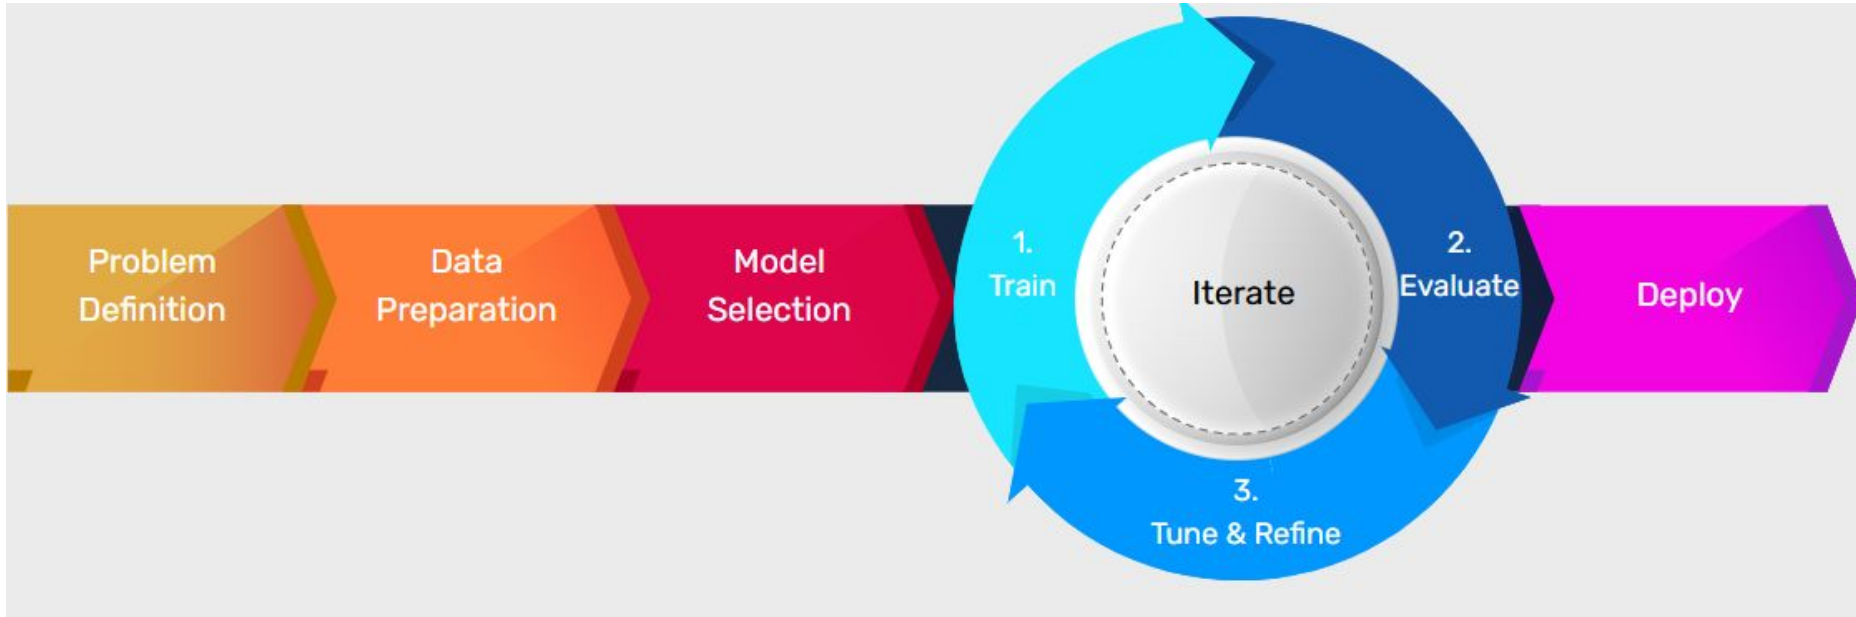 Problem
Definition
Data
Preparation
Model
Selection
1.
Train
Iterate
2.
Evaluate
3.
Tune & Refine
Deploy